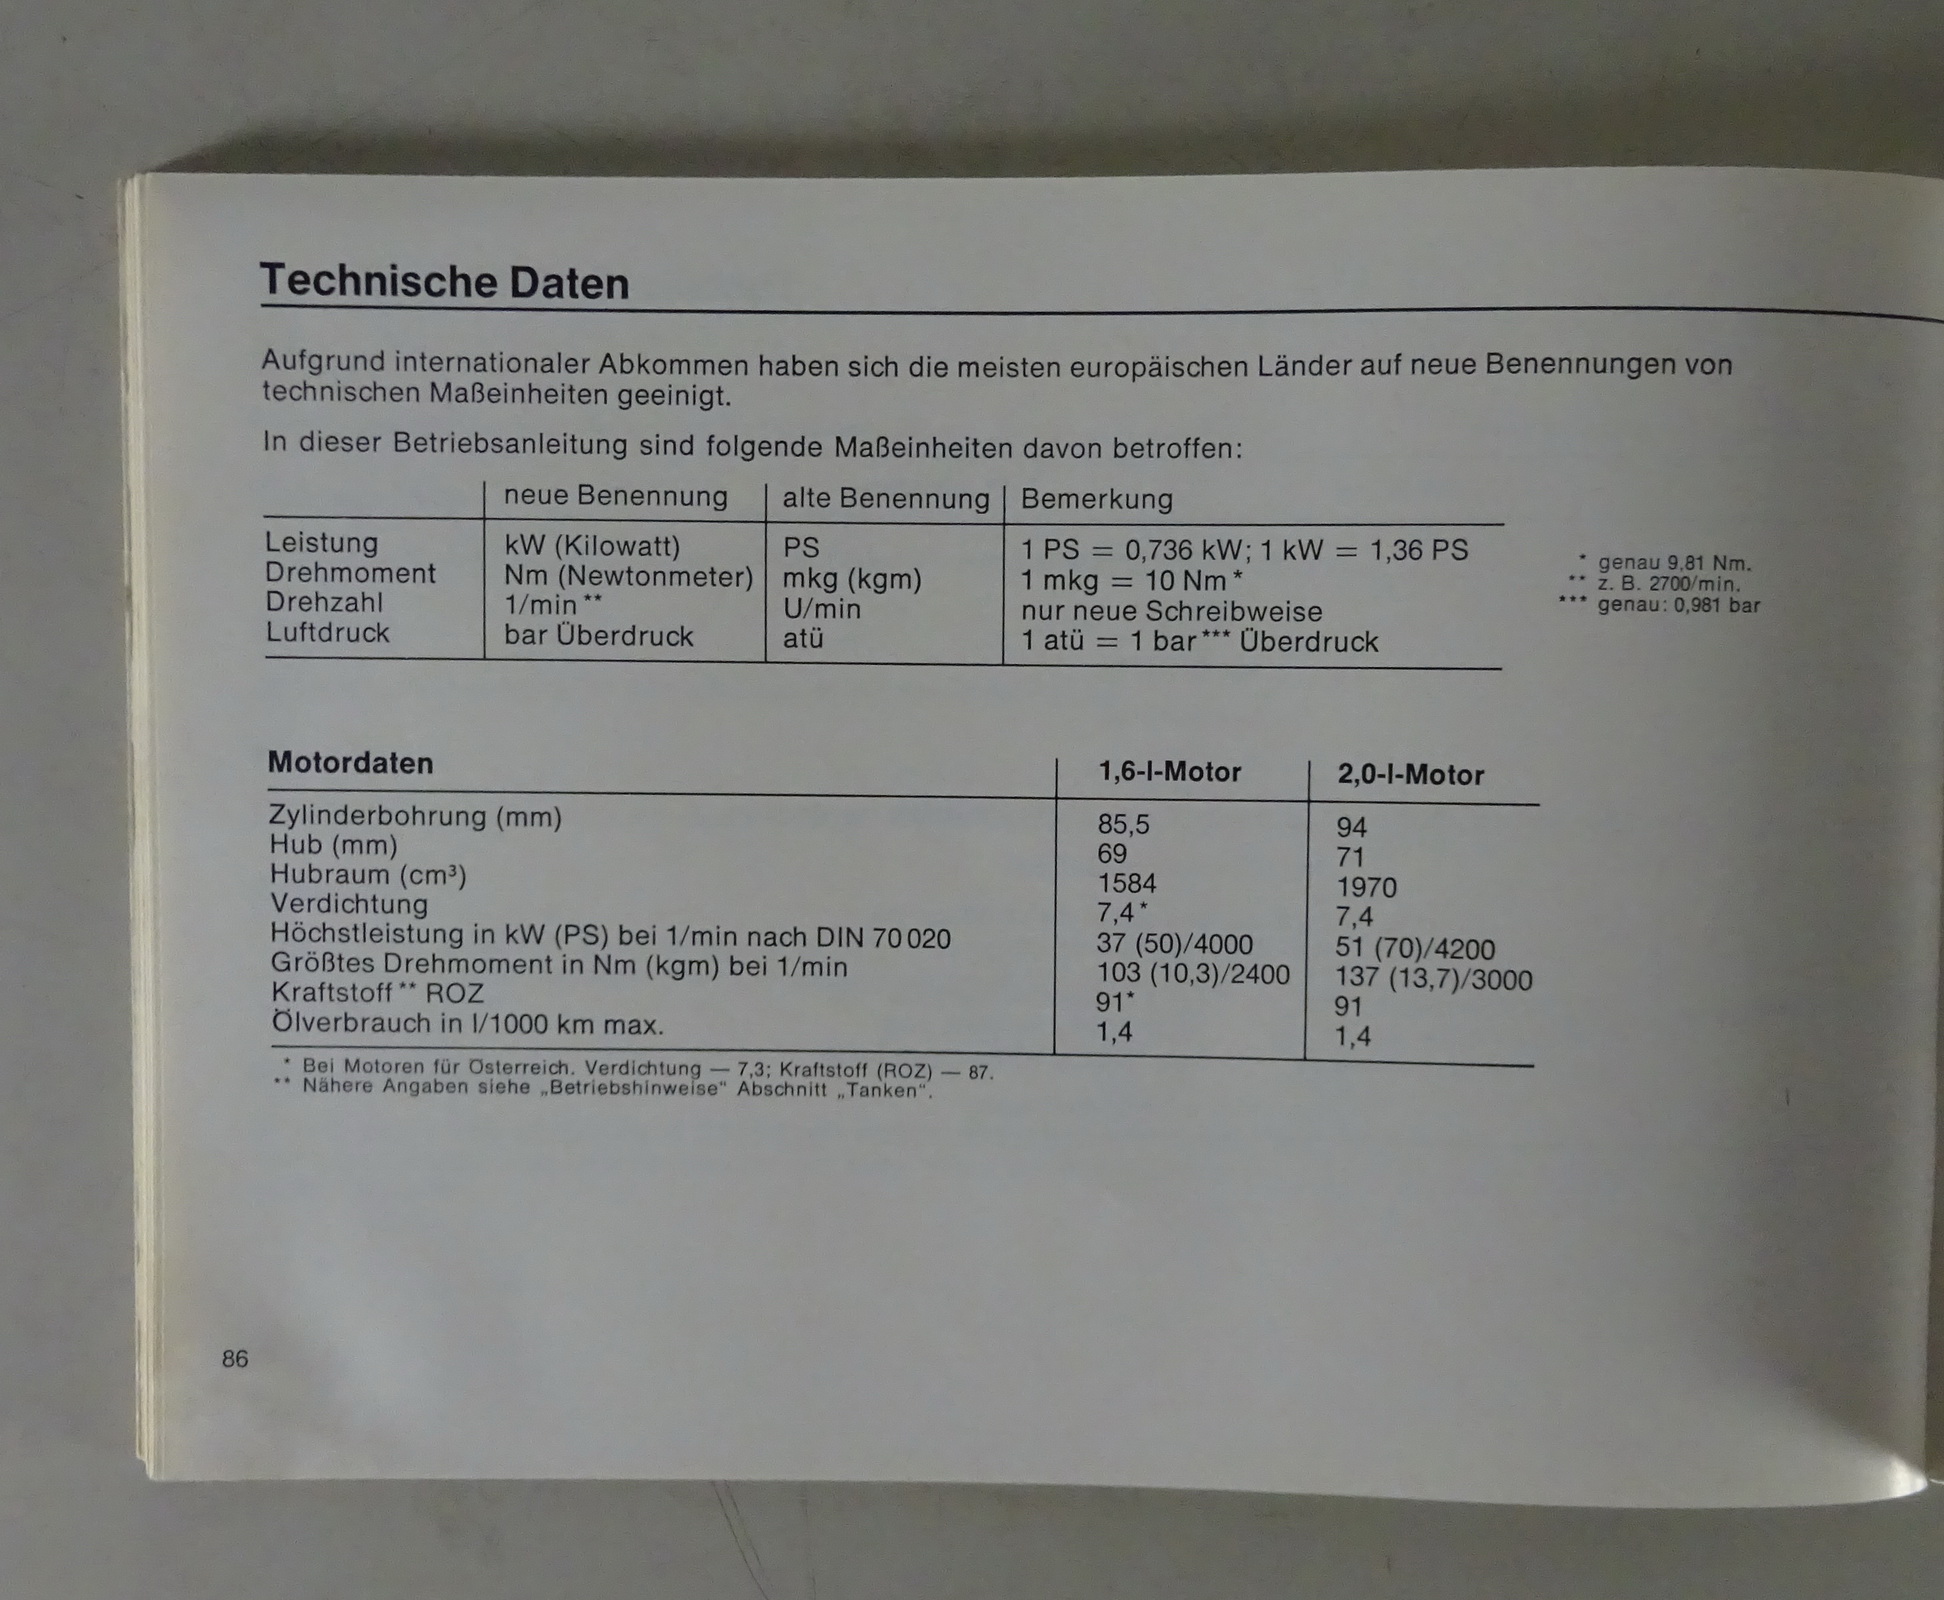 Technische Daten
Aufgrund internationaler Abkommen haben sich die meisten europäischen Länder auf neue Benennungen von
technischen Maßeinheiten geeinigt.
In dieser Betriebsanleitung sind folgende Maßeinheiten davon betroffen:
neue Benennung alte Benennung Bemerkung
Leistung kW (Kilowatt) PS 1 PS = 0,736 kW; 1 kW = 1,36 PS
Drehmoment Nm (Newtonmeter) mkg (kgm) 1 mkg = 10 Nm*
Drehzahl 1/min** U/min nur neue Schreibweise
Luftdruck bar Überdruck atü 1 atü = 1 bar*** Überdruck
* genau 9,81 Nm.
** z. B. 2700/min.
*** genau: 0,981 bar
Motordaten 1,6-l-Motor 2,0-l-Motor
Zylinderbohrung (mm) 85,5 94
Hub (mm) 69 71
Hubraum (cm³) 1584 1970
Verdichtung 7,4* 7,4
Höchstleistung in kW (PS) bei 1/min nach DIN 70 020 37 (50)/4000 51 (70)/4200
Größtes Drehmoment in Nm (kgm) bei 1/min 103 (10,3)/2400 137 (13,7)/3000
Kraftstoff** ROZ 91* 91
Ölverbrauch in l/1000 km max. 1,4 1,4
* Bei Motoren für Österreich. Verdichtung — 7,3; Kraftstoff (ROZ) — 87.
** Nähere Angaben siehe „Betriebshinweise“ Abschnitt „Tanken“.
86